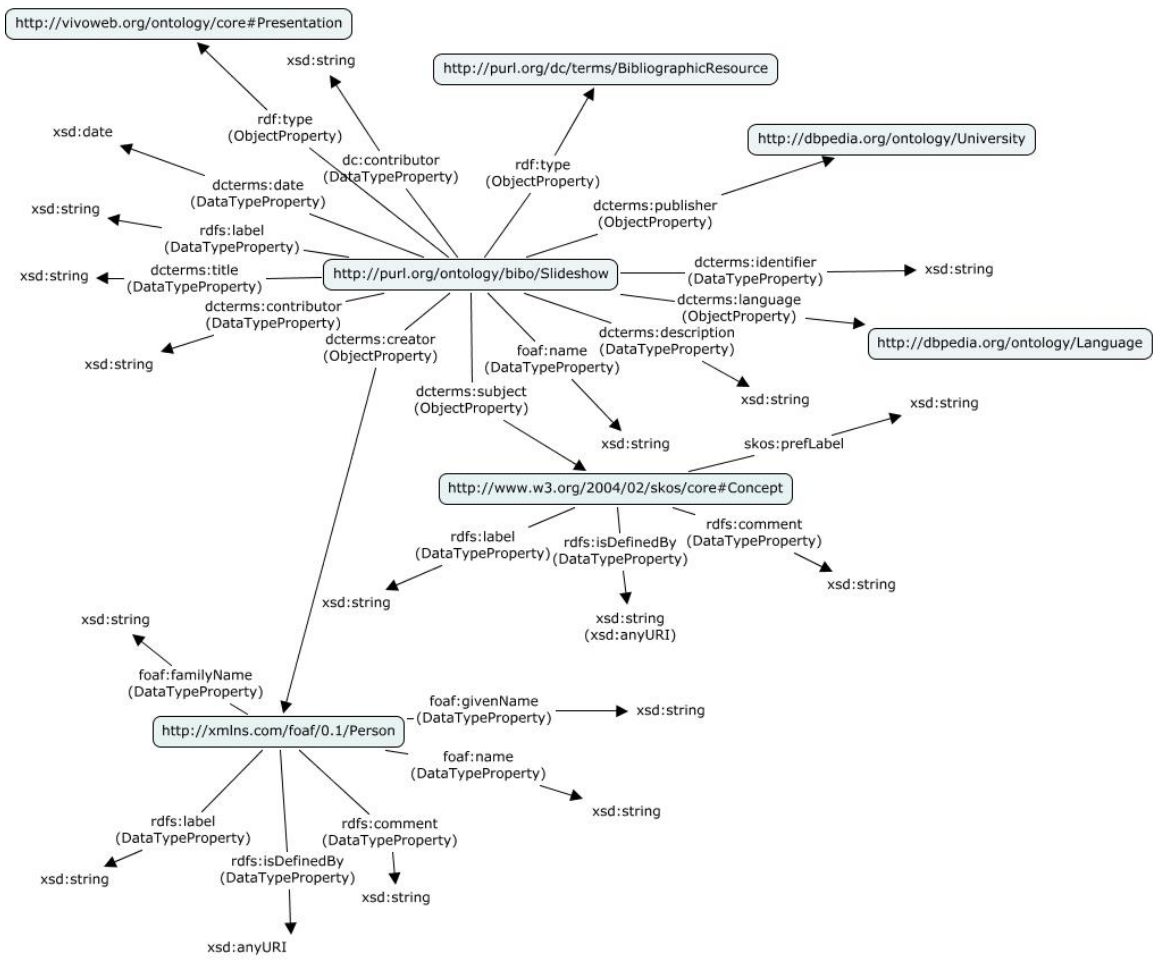 http://vivoweb.org/ontology/core#Presentation
xsd:string
http://purl.org/dc/terms/BibliographicResource
rdf:type
(ObjectProperty)
xsd:date
http://dbpedia.org/ontology/University
dc:contributor
(DataTypeProperty)
rdf:type
(ObjectProperty)
dcterms:date
(DataTypeProperty)
dcterms:publisher
(ObjectProperty)
xsd:string
rdfs:label
(DataTypeProperty)
xsd:string
dcterms:title
(DataTypeProperty)
http://purl.org/ontology/bibo/Slideshow
dcterms:identifier
(DataTypeProperty)
xsd:string
dcterms:contributor
(DataTypeProperty)
dcterms:language
(ObjectProperty)
dcterms:creator
(ObjectProperty)
dcterms:description
(DataTypeProperty)
http://dbpedia.org/ontology/Language
foaf:name
(DataTypeProperty)
xsd:string
dcterms:subject
(ObjectProperty)
xsd:string
xsd:string
xsd:string
skos:prefLabel
http://www.w3.org/2004/02/skos/core#Concept
rdfs:label
(DataTypeProperty)
rdfs:isDefinedBy
(DataTypeProperty)
rdfs:comment
(DataTypeProperty)
xsd:string
xsd:string
xsd:string
(xsd:anyURI)
xsd:string
foaf:familyName
(DataTypeProperty)
foaf:givenName
(DataTypeProperty)
xsd:string
http://xmlns.com/foaf/0.1/Person
foaf:name
(DataTypeProperty)
xsd:string
rdfs:label
(DataTypeProperty)
rdfs:comment
(DataTypeProperty)
rdfs:isDefinedBy
(DataTypeProperty)
xsd:string
xsd:string
xsd:anyURI